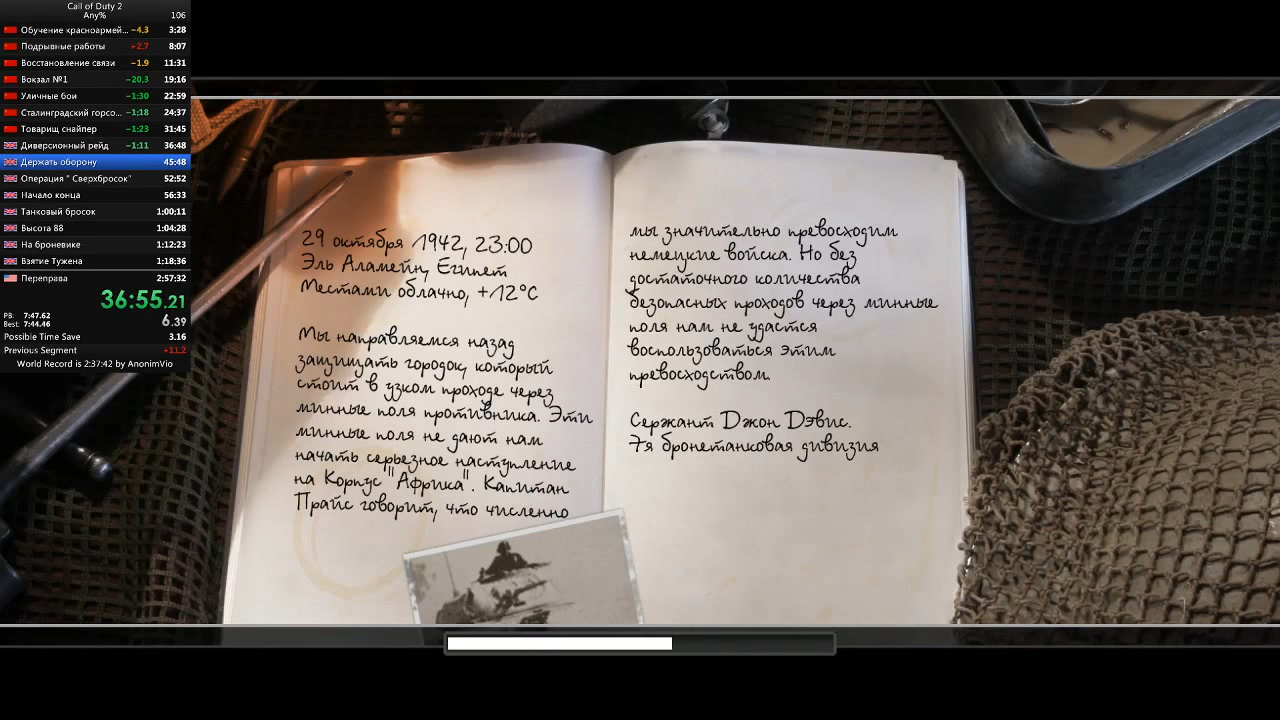 Call of Duty 2
Any%
106
Обучение красноармей... −4.3 3:28
Подрывные работы +2.7 8:07
Восстановление связи −1.9 11:31
Вокзал №1 −20.3 19:16
Уличные бои −1:30 22:59
Сталинградский горсо... −1:18 24:37
Товарищ снайпер −1:23 31:45
Диверсионный рейд −1:11 36:48
Держать оборону 45:48
Операция " Сверхбросок" 52:52
Начало конца 56:33
Танковый бросок 1:00:11
Высота 88 1:04:28
На броневике 1:12:23
Взятие Тужена 1:18:36
Переправа 2:57:32
36:55.21
PB: 7:47.62
Best: 7:44.46
6.39
Possible Time Save 3.16
Previous Segment +11.2
World Record is 2:37:42 by AnonimVio
29 октября 1942, 23:00
Эль Аламейн, Египет
Местами облачно, +12°C
Мы направляемся назад
защищать городок, который
стоит в узком проходе через
минные поля противника. Эти
минные поля не дают нам
начать серьезное наступление
на Корпус "Африка". Капитан
Прайс говорит, что численно
мы значительно превосходим
немецкие войска. Но без
достаточного количества
безопасных проходов через минные
поля нам не удастся
воспользоваться этим
превосходством.
Сержант Джон Дэвис.
7я бронетанковая дивизия